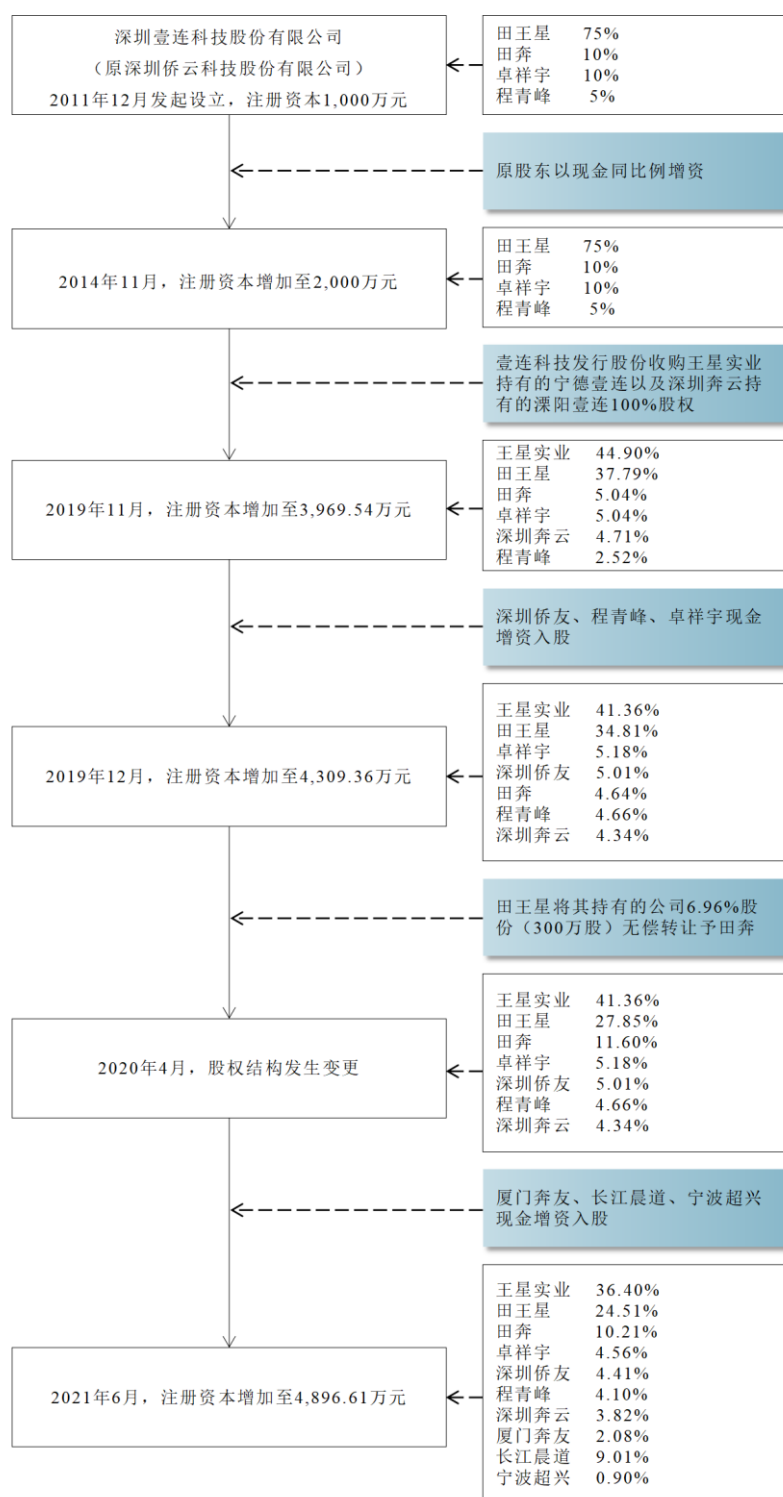 深圳壹连科技股份有限公司
（原深圳侨云科技股份有限公司）
2011年12月发起设立，注册资本1,000万元
田王星 75%
田奔 10%
卓祥宇 10%
程青峰 5%
原股东以现金同比例增资
2014年11月，注册资本增加至2,000万元
田王星 75%
田奔 10%
卓祥宇 10%
程青峰 5%
壹连科技发行股份收购王星实业
持有的宁德壹连以及深圳奔云持
有的溧阳壹连100%股权
2019年11月，注册资本增加至3,969.54万元
王星实业 44.90%
田王星 37.79%
田奔 5.04%
卓祥宇 5.04%
深圳奔云 4.71%
程青峰 2.52%
深圳侨友、程青峰、卓祥宇现金
增资入股
2019年12月，注册资本增加至4,309.36万元
王星实业 41.36%
田王星 34.81%
卓祥宇 5.18%
深圳侨友 5.01%
田奔 4.64%
程青峰 4.66%
深圳奔云 4.34%
田王星将其持有的公司6.96%股
份（300万股）无偿转让予田奔
2020年4月，股权结构发生变更
王星实业 41.36%
田王星 27.85%
田奔 11.60%
卓祥宇 5.18%
深圳侨友 5.01%
程青峰 4.66%
深圳奔云 4.34%
厦门奔友、长江晨道、宁波超兴
现金增资入股
2021年6月，注册资本增加至4,896.61万元
王星实业 36.40%
田王星 24.51%
田奔 10.21%
卓祥宇 4.56%
深圳侨友 4.41%
程青峰 4.10%
深圳奔云 3.82%
厦门奔友 2.08%
长江晨道 9.01%
宁波超兴 0.90%